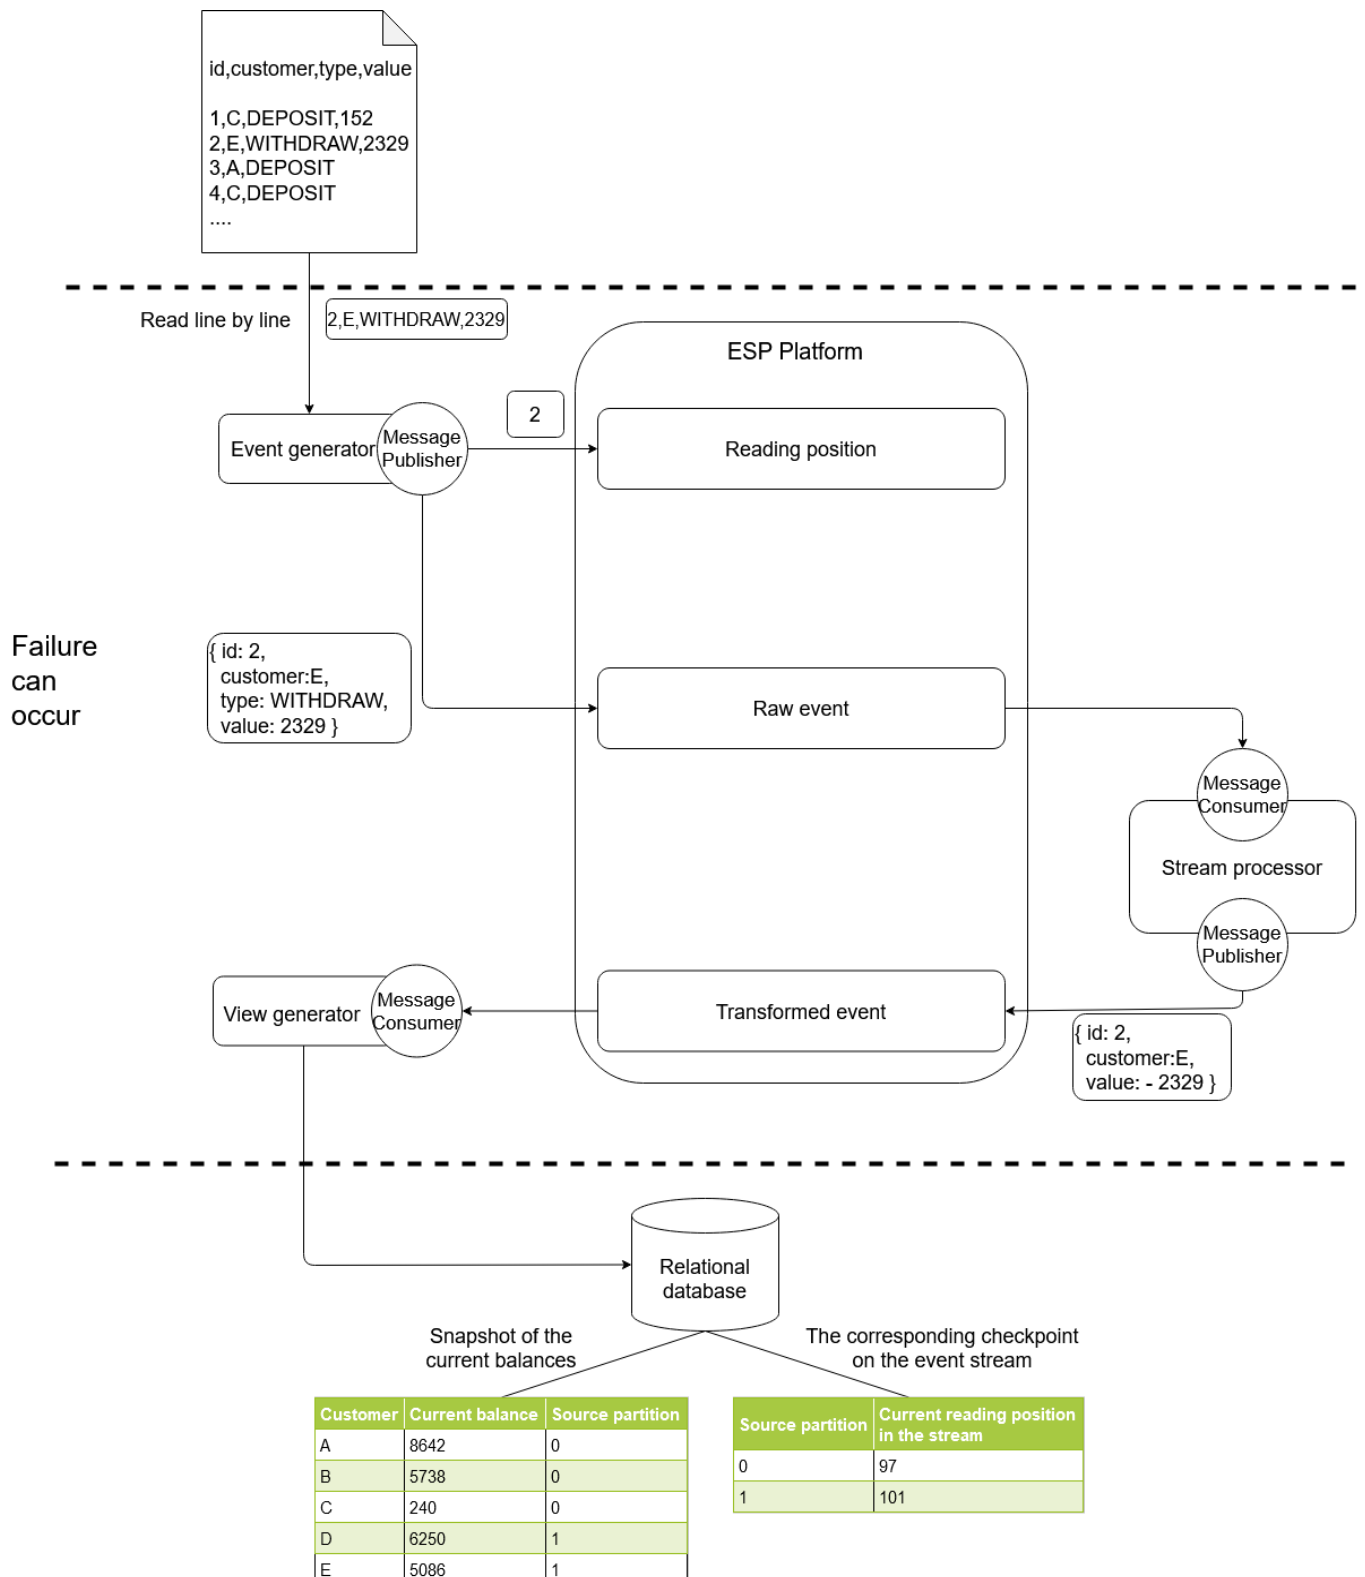 id,customer,type,value
1,C,DEPOSIT,152
2,E,WITHDRAW,2329
3,A,DEPOSIT
4,C,DEPOSIT
....
Read line by line
2,E,WITHDRAW,2329
ESP Platform
2
Event generator
Message
Publisher
Reading position
Failure
can
occur
{ id: 2,
customer:E,
type: WITHDRAW,
value: 2329 }
Raw event
Message
Consumer
Stream processor
Message
Publisher
View generator
Message
Consumer
Transformed event
{ id: 2,
customer:E,
value: - 2329 }
Relational
database
Snapshot of the
current balances
The corresponding checkpoint
on the event stream
Customer Current balance Source partition
A 8642 0
B 5738 0
C 240 0
D 6250 1
E 5086 1
Source partition Current reading position
in the stream
0 97
1 101